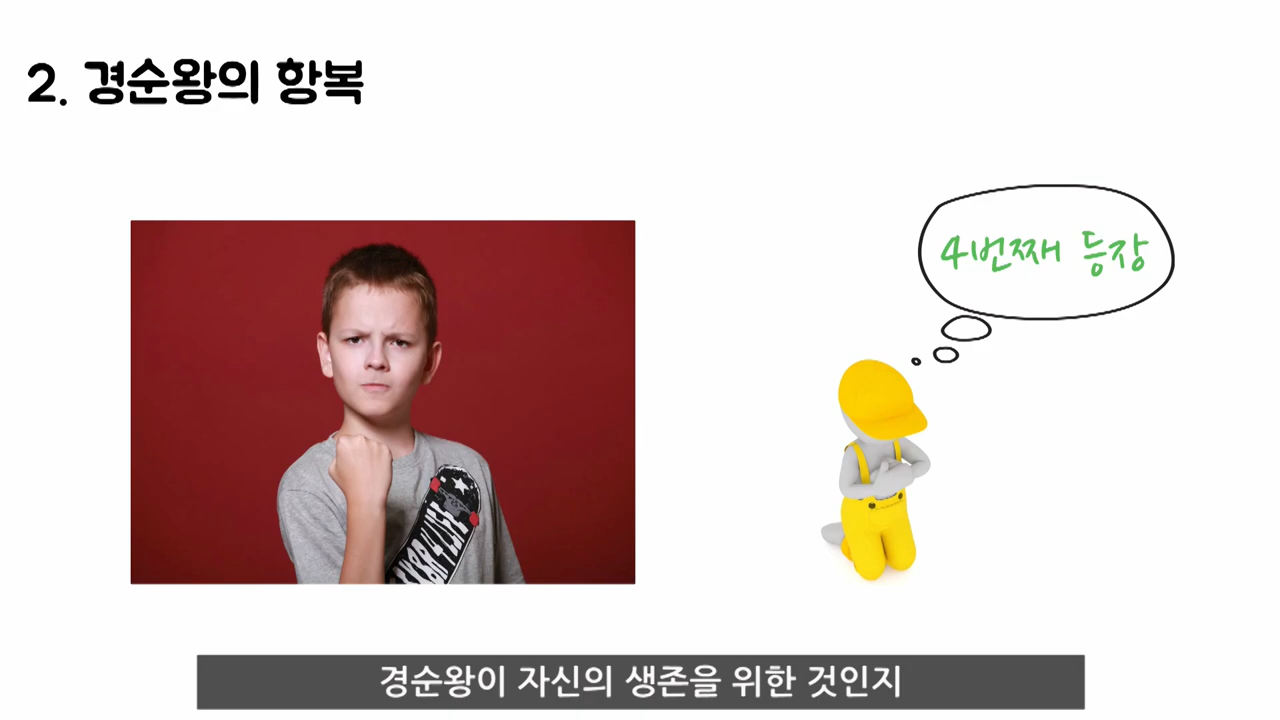 2. 경순왕의 항복
4번째 등장
경순왕이 자신의 생존을 위한 것인지